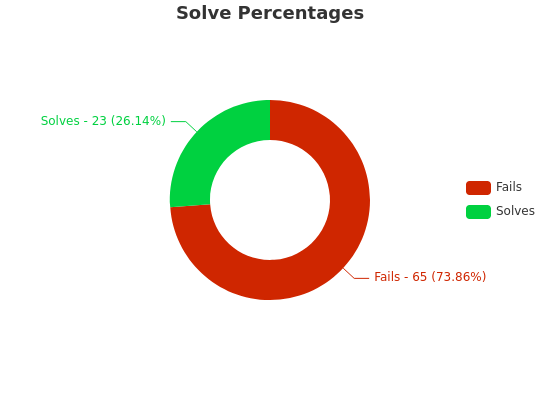 Solve Percentages
Solves - 23 (26.14%)
Fails
Solves
Fails - 65 (73.86%)